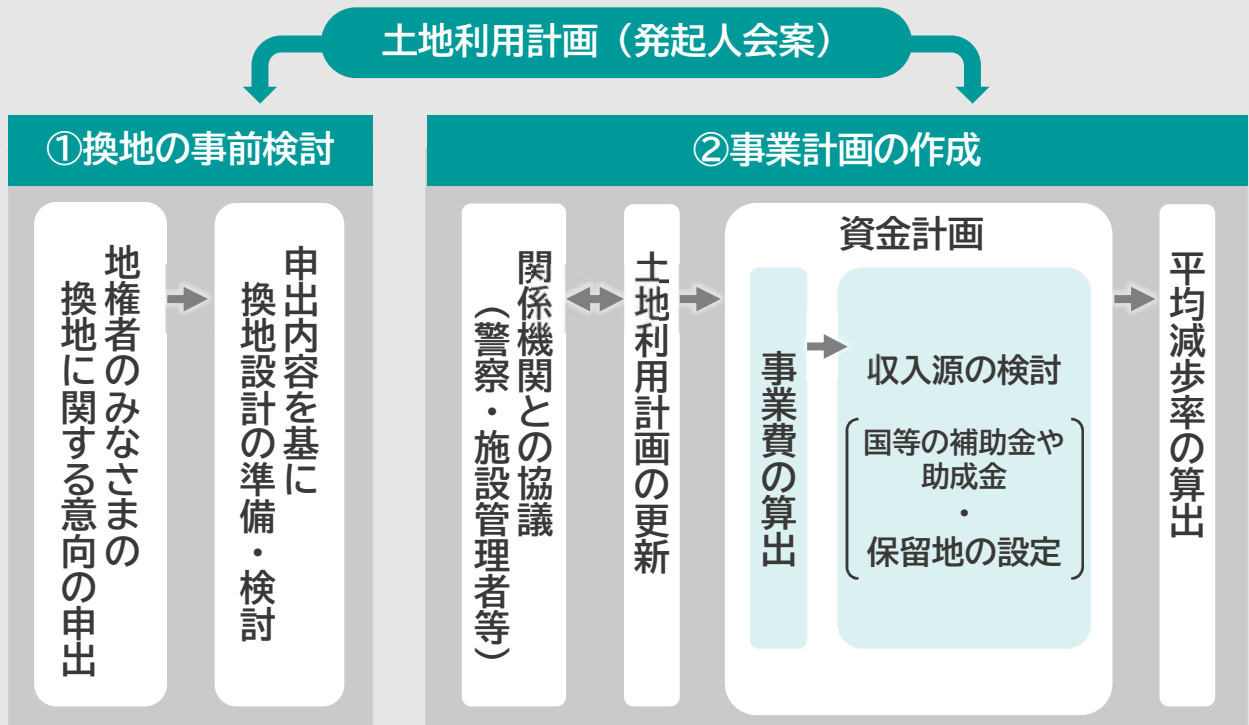 土地利用計画（発起人会案）
①換地の事前検討
地権者のみなさまの
換地に関する意向の申出
申出内容を基に
換地設計の準備・検討
②事業計画の作成
関係機関との協議
（警察・施設管理者等）
土地利用計画の更新
資金計画
事業費の算出
収入源の検討
国等の補助金や
助成金
・
保留地の設定
平均減歩率の算出